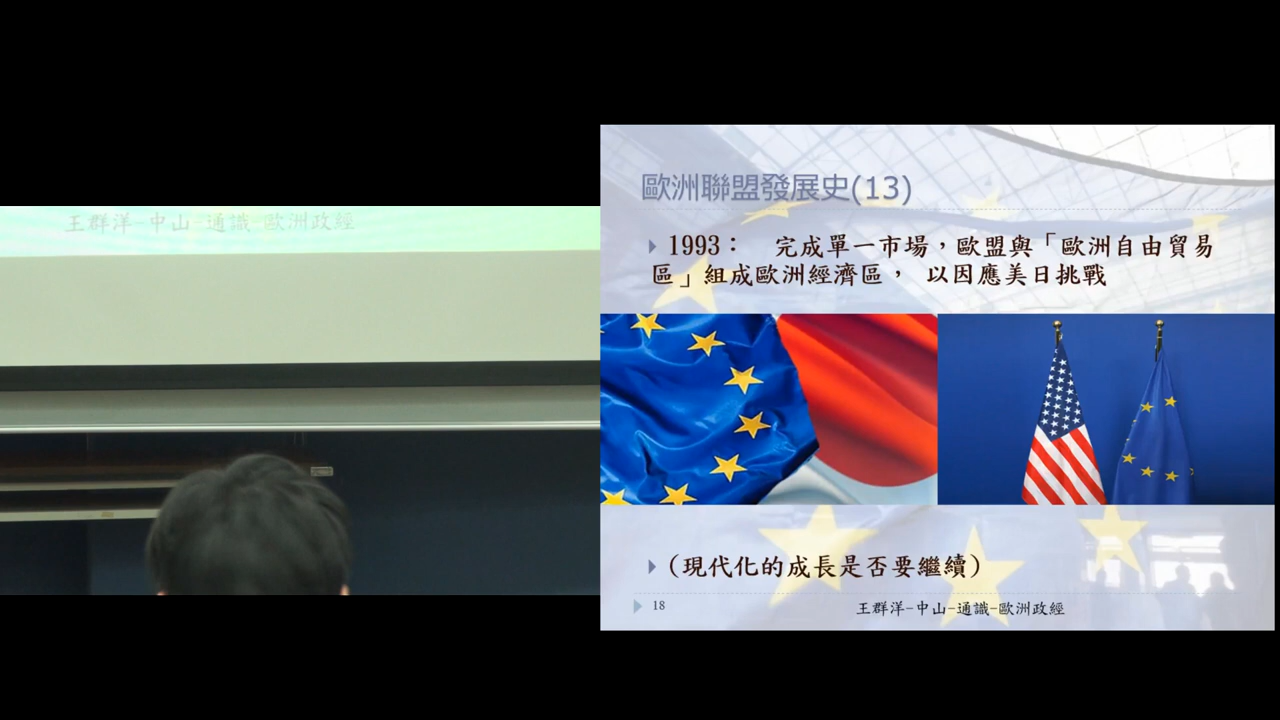 王群洋-中山-通識-歐洲政經
歐洲聯盟發展史(13)
1993： 完成單一市場，歐盟與「歐洲自由貿易
區」組成歐洲經濟區， 以因應美日挑戰
(現代化的成長是否要繼續)
18
王群洋-中山-通識-歐洲政經